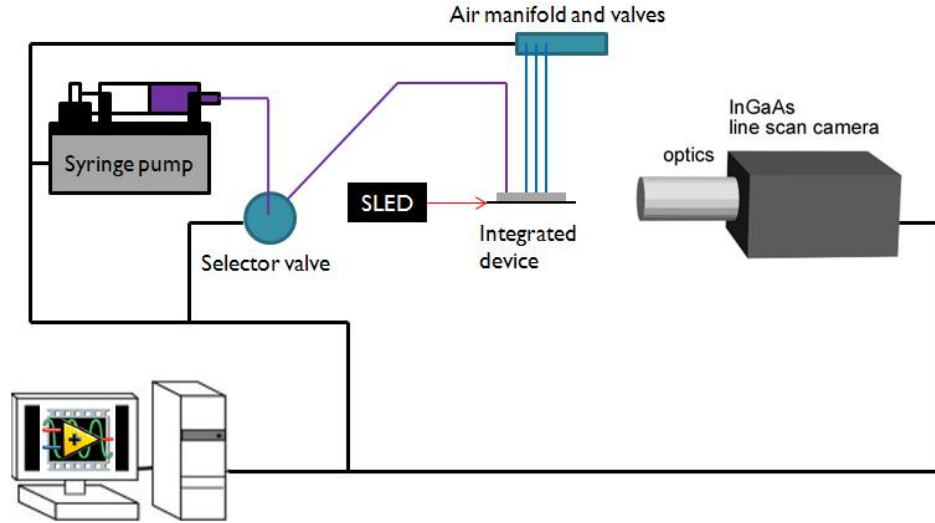 Air manifold and valves
InGaAs
line scan camera
optics
Syringe pump
SLED
Integrated
device
Selector valve
+